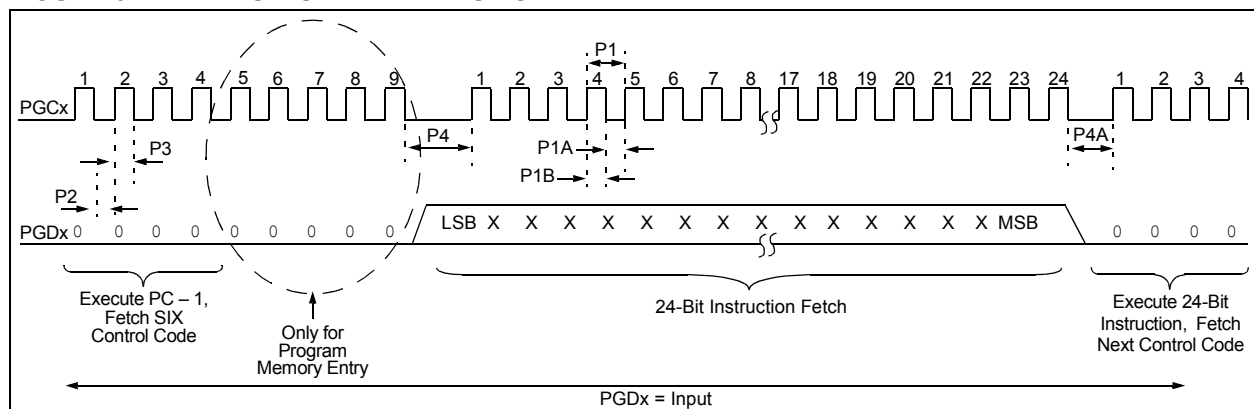 P1
1 2 3 4 5 6 7 8 9 1 2 3 4 5 6 7 8 17 18 19 20 21 22 23 24 1 2 3 4
PGCx
P4
P4A
P3
P1A
P1B
P2
PGDx 0 0 0 0 0 0 0 0 0 LSB X X X X X X X X X X X X X MSB 0 0 0 0
Execute PC – 1,
Fetch SIX
Control Code
Only for
Program
Memory Entry
24-Bit Instruction Fetch
Execute 24-Bit
Instruction, Fetch
Next Control Code
PGDx = Input